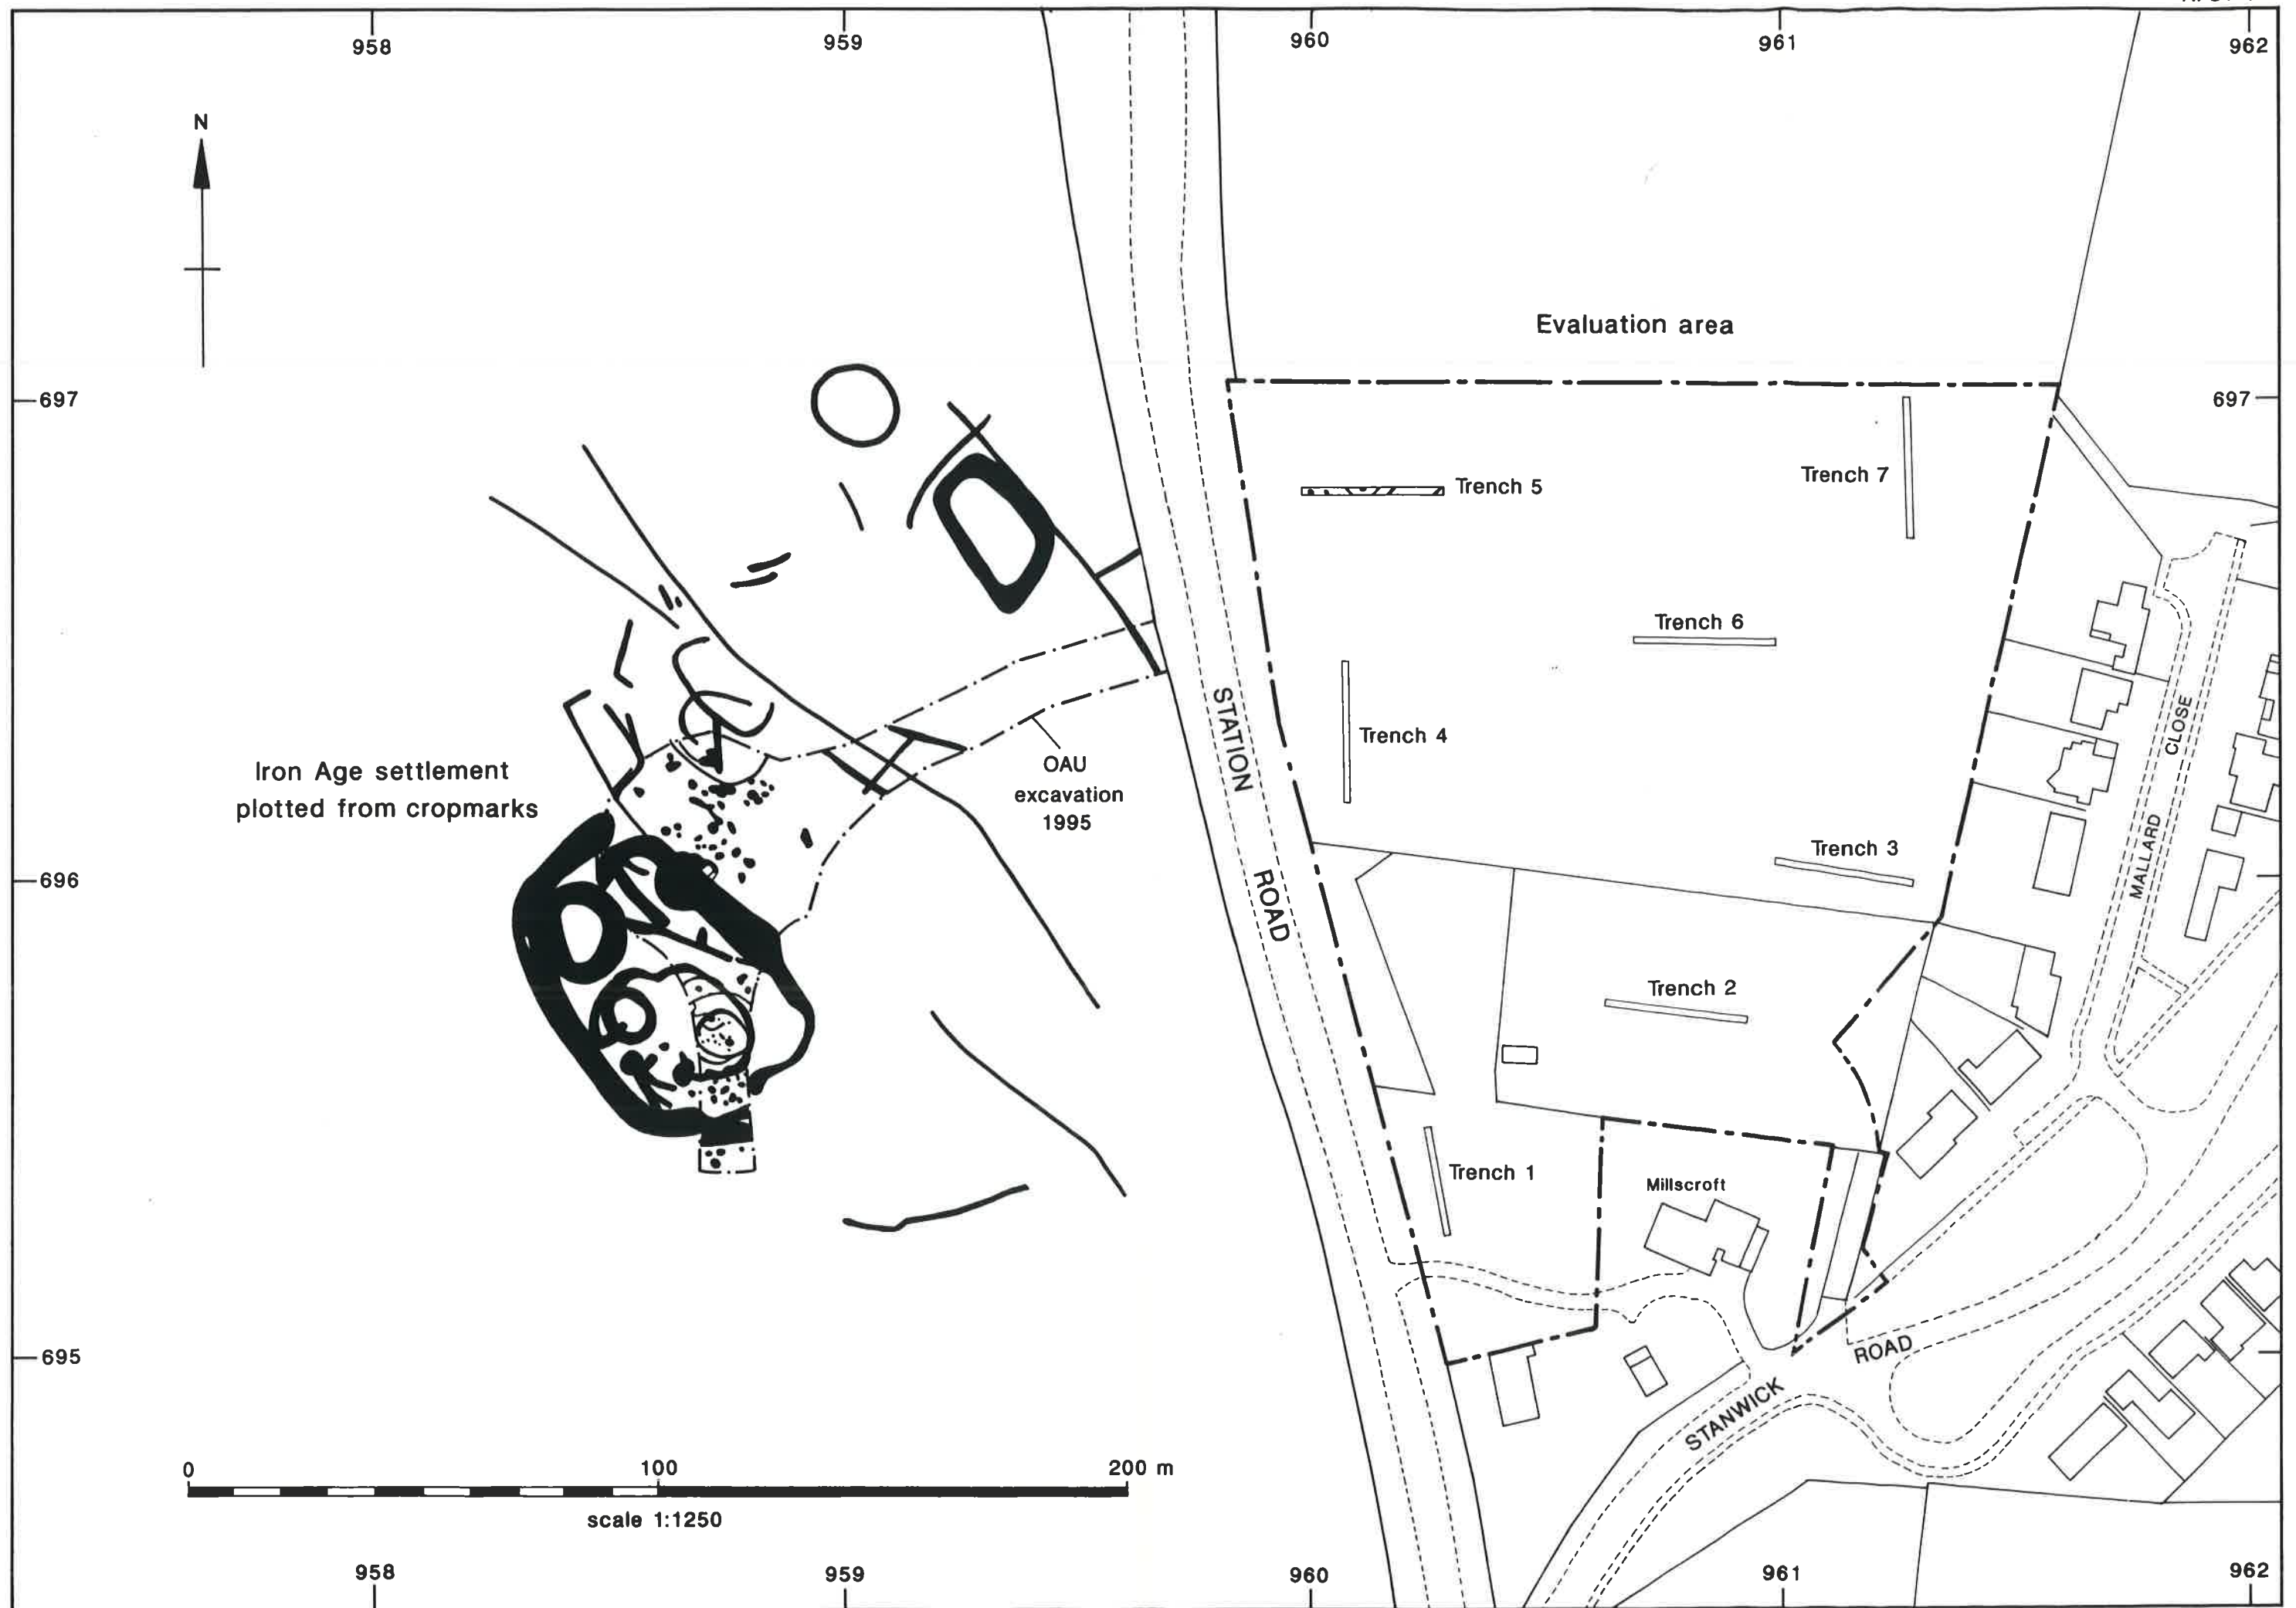 958
959
960
961
962
N
697
697
Evaluation area
Trench 5
Trench 7
Trench 6
Trench 4
STATION
ROAD
OAU
excavation
1995
Iron Age settlement
plotted from cropmarks
696
Trench 3
MALLARD CLOSE
Trench 2
Trench 1
Millscroft
695
STANWICK ROAD
0 100 200 m
scale 1:1250
958
959
960
961
962